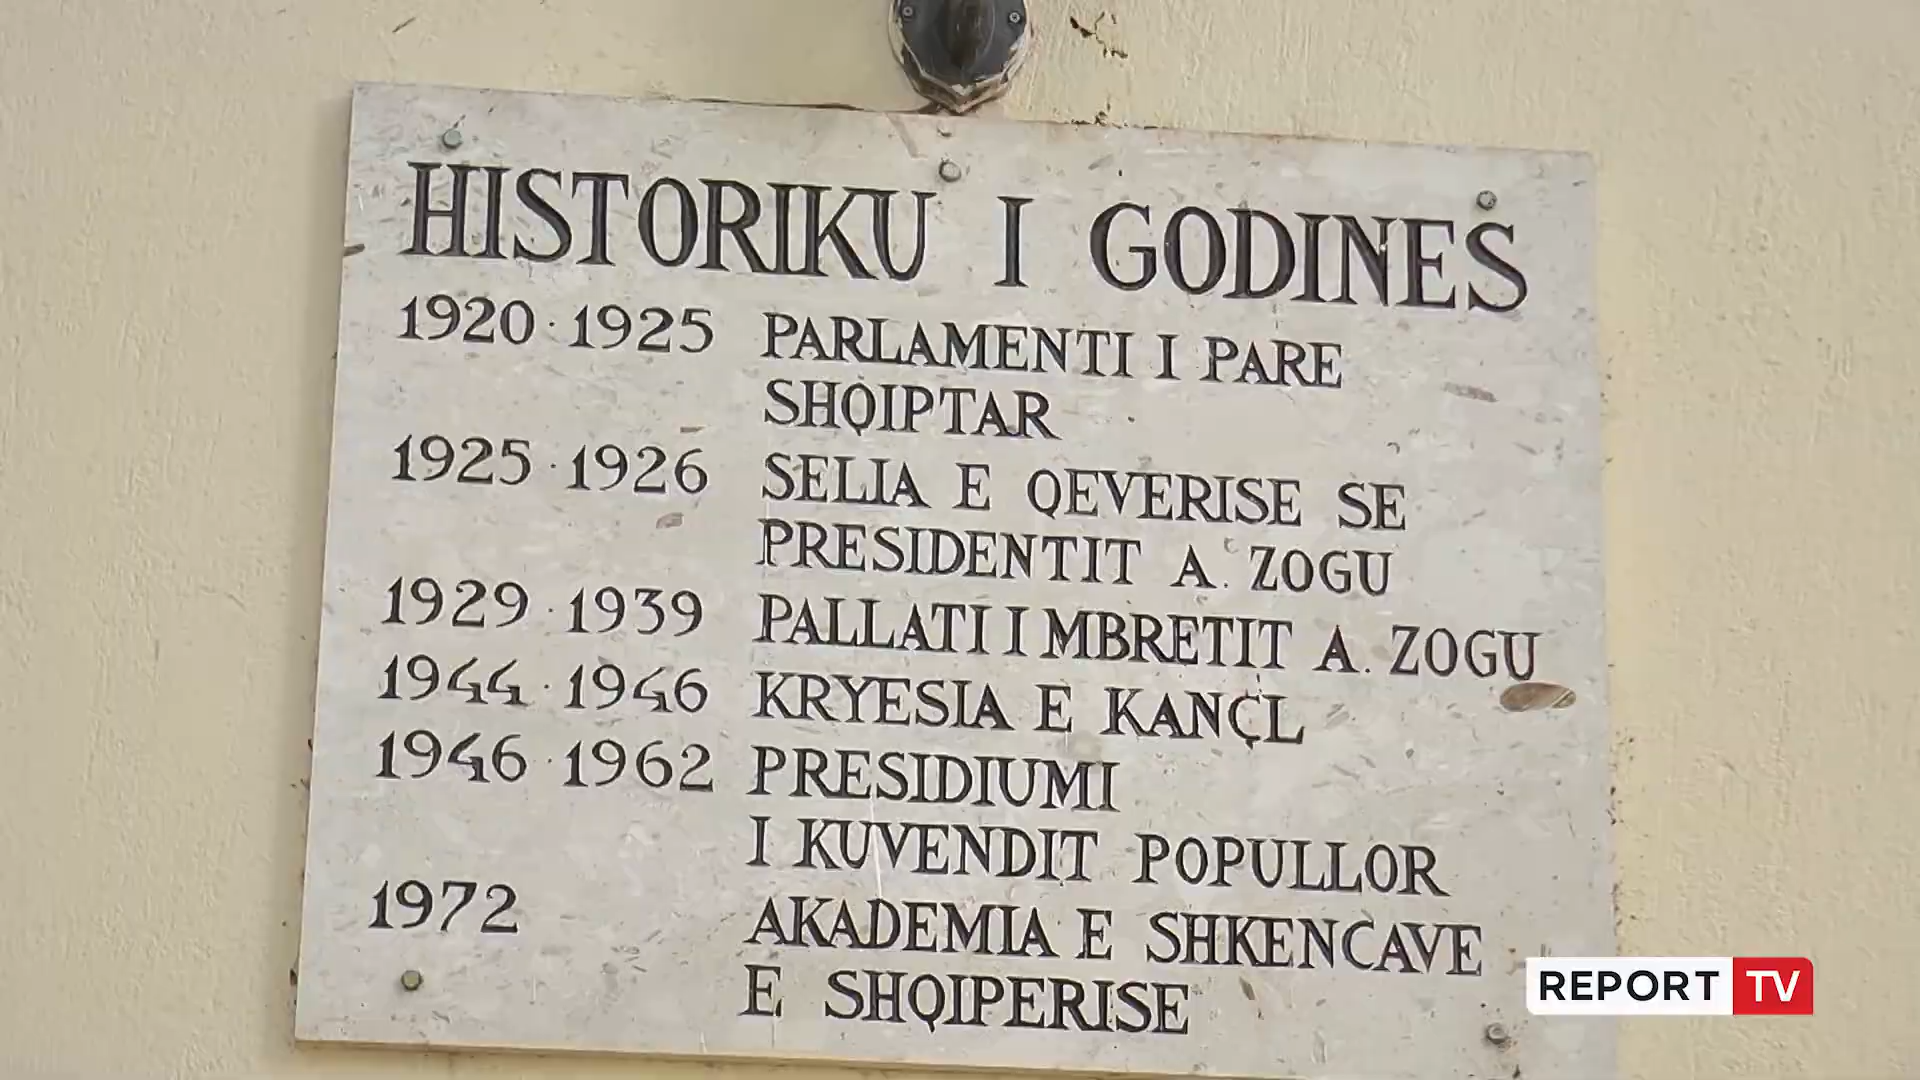 HISTORIKU I GODINES
1920·1925 PARLAMENTI I PARE
SHQIPTAR
1925·1926 SELIA E QEVERISE SE
PRESIDENTIT A. ZOGU
1929·1939 PALLATI I MBRETIT A. ZOGU
1944·1946 KRYESIA E KANÇL
1946·1962 PRESIDIUMI
I KUVENDIT POPULLOR
1972 AKADEMIA E SHKENCAVE
E SHQIPERISE
REPORT TV